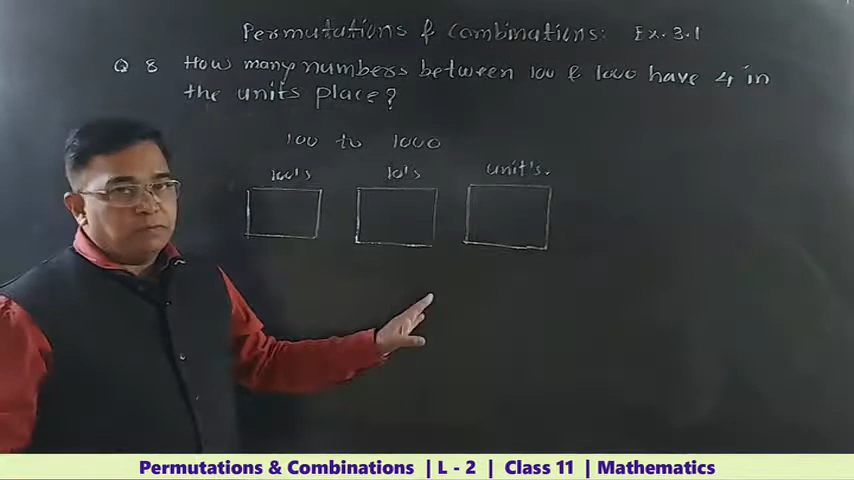 Permutations & Combinations: Ex. 3.1
Q 8 How many numbers between 100 & 1000 have 4 in
the units place?
100 to 1000
100's 10's unit's.
Permutations & Combinations | L - 2 | Class 11 | Mathematics